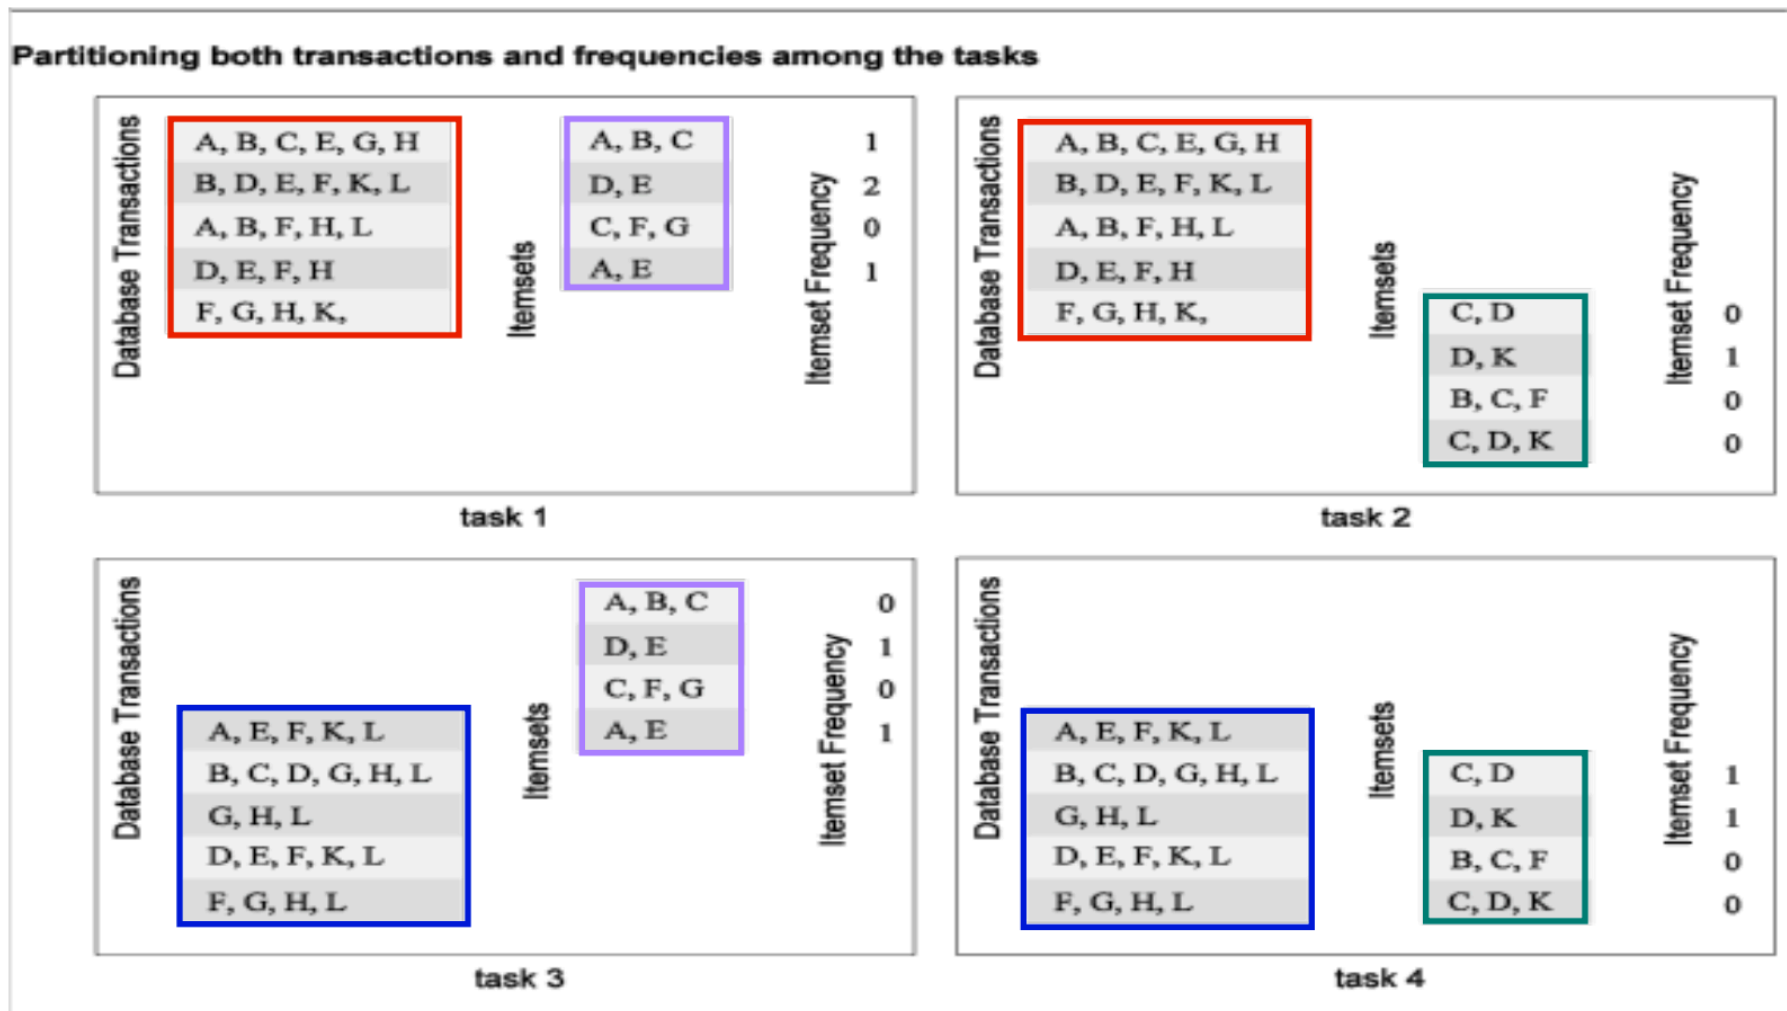 Partitioning both transactions and frequencies among the tasks
Database Transactions
A, B, C, E, G, H
B, D, E, F, K, L
A, B, F, H, L
D, E, F, H
F, G, H, K,
Itemsets
A, B, C
D, E
C, F, G
A, E
Itemset Frequency
1
2
0
1
task 1
Database Transactions
A, B, C, E, G, H
B, D, E, F, K, L
A, B, F, H, L
D, E, F, H
F, G, H, K,
Itemsets
C, D
D, K
B, C, F
C, D, K
Itemset Frequency
0
1
0
0
task 2
Database Transactions
A, E, F, K, L
B, C, D, G, H, L
G, H, L
D, E, F, K, L
F, G, H, L
Itemsets
A, B, C
D, E
C, F, G
A, E
Itemset Frequency
0
1
0
1
task 3
Database Transactions
A, E, F, K, L
B, C, D, G, H, L
G, H, L
D, E, F, K, L
F, G, H, L
Itemsets
C, D
D, K
B, C, F
C, D, K
Itemset Frequency
1
1
0
0
task 4